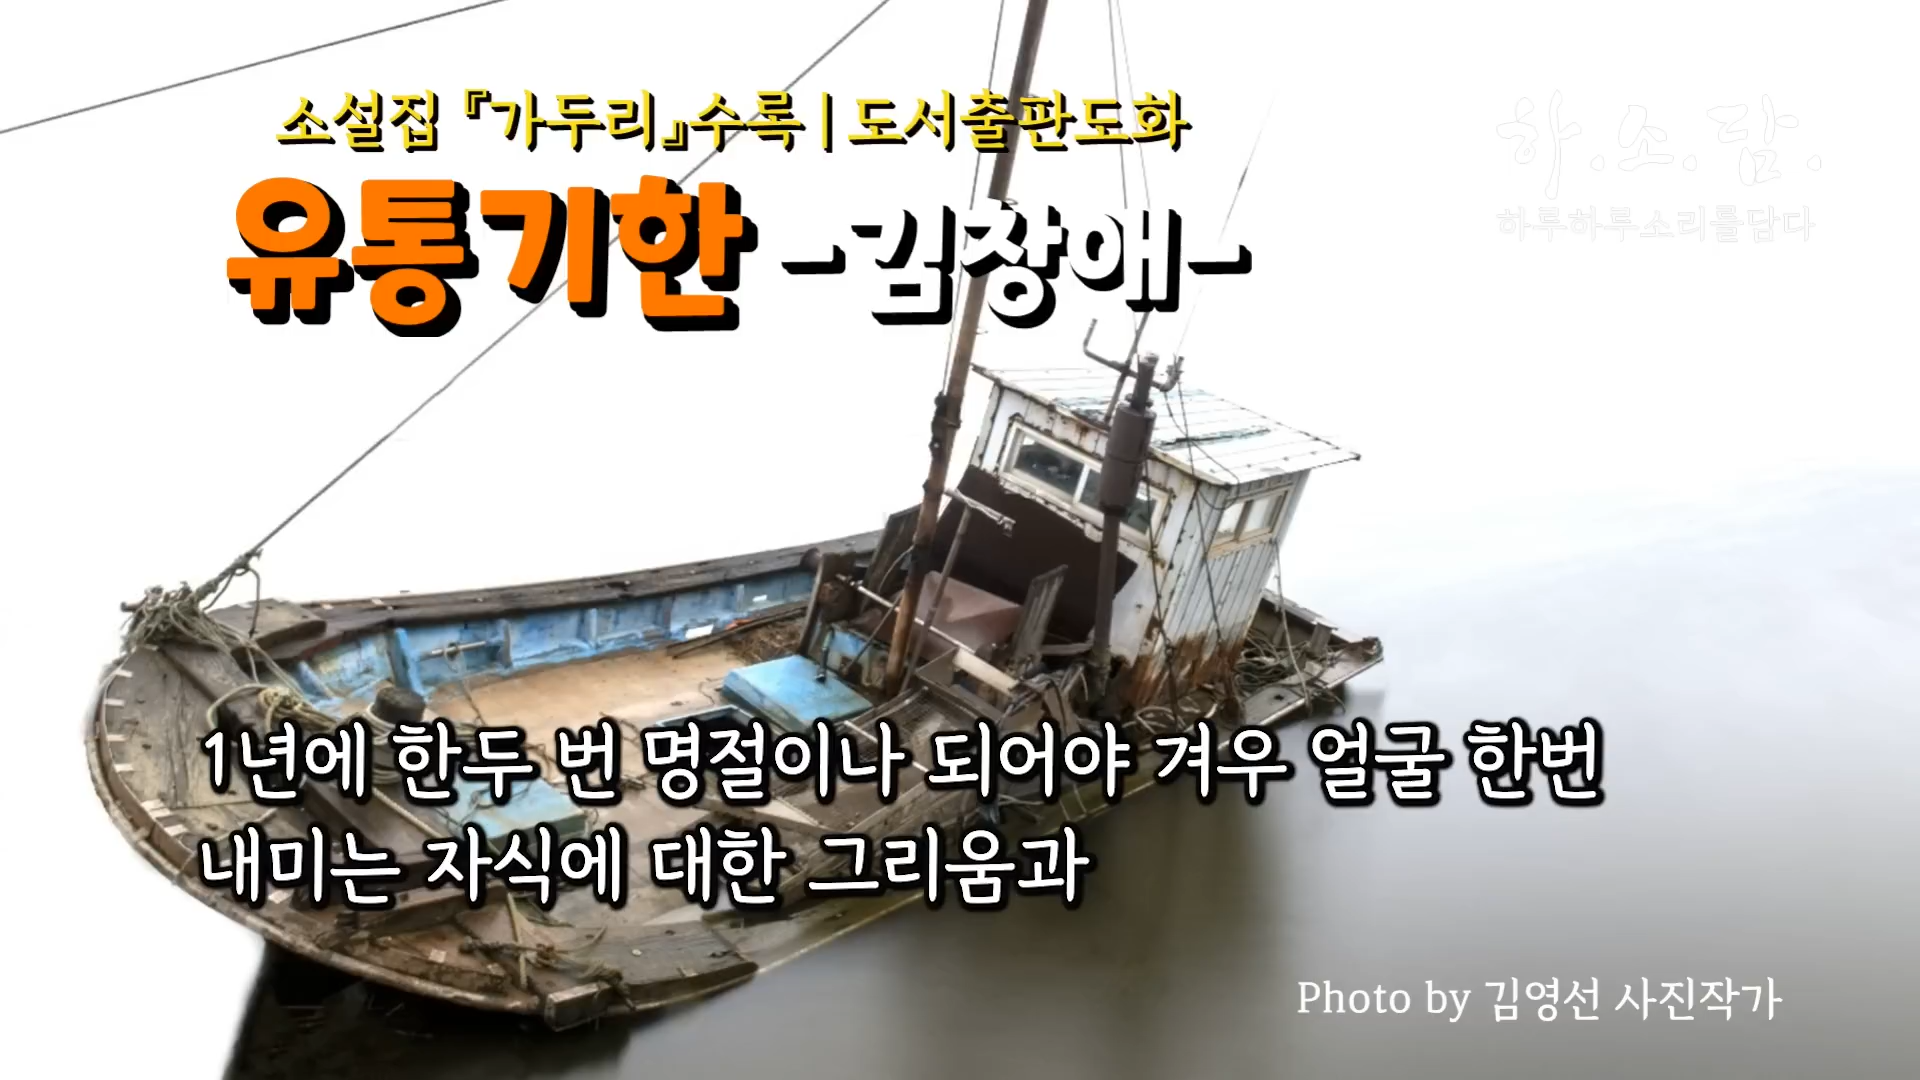 소설집 『가두리』수록 | 도서출판도화
하.소.담.
유통기한 -김장애-
하루하루소리를담다
1년에 한두 번 명절이나 되어야 겨우 얼굴 한번
내미는 자식에 대한 그리움과
Photo by 김영선 사진작가